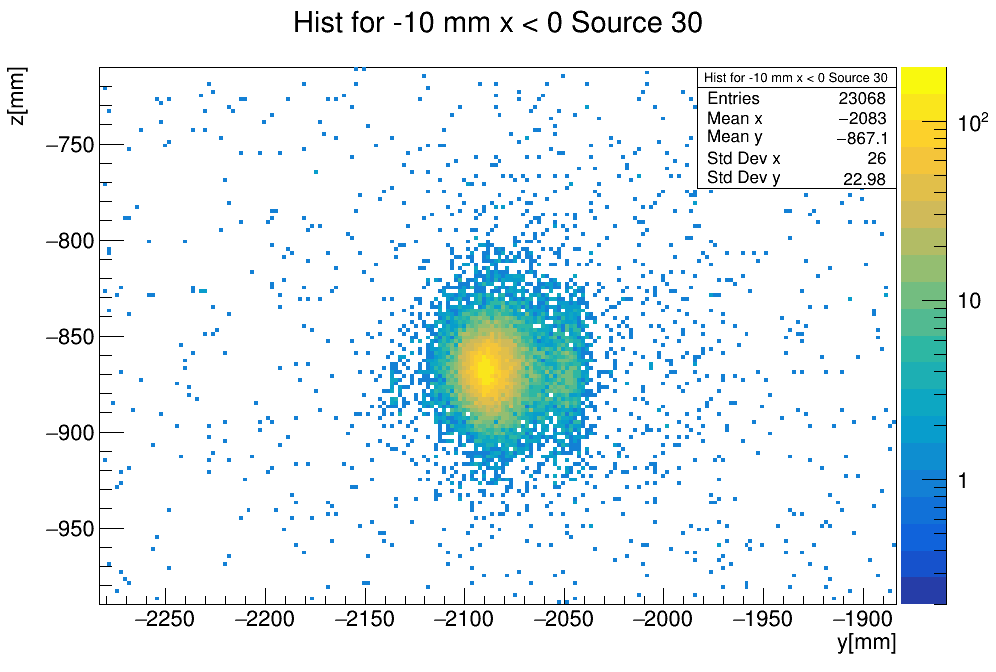 Hist for -10 mm x < 0 Source 30
z[mm]
Hist for -10 mm x < 0 Source 30
Entries 23068
Mean x −2083
Mean y −867.1
Std Dev x 26
Std Dev y 22.98
−750
−800
−850
−900
−950
−2250 −2200 −2150 −2100 −2050 −2000 −1950 −1900
y[mm]
10²
10
1